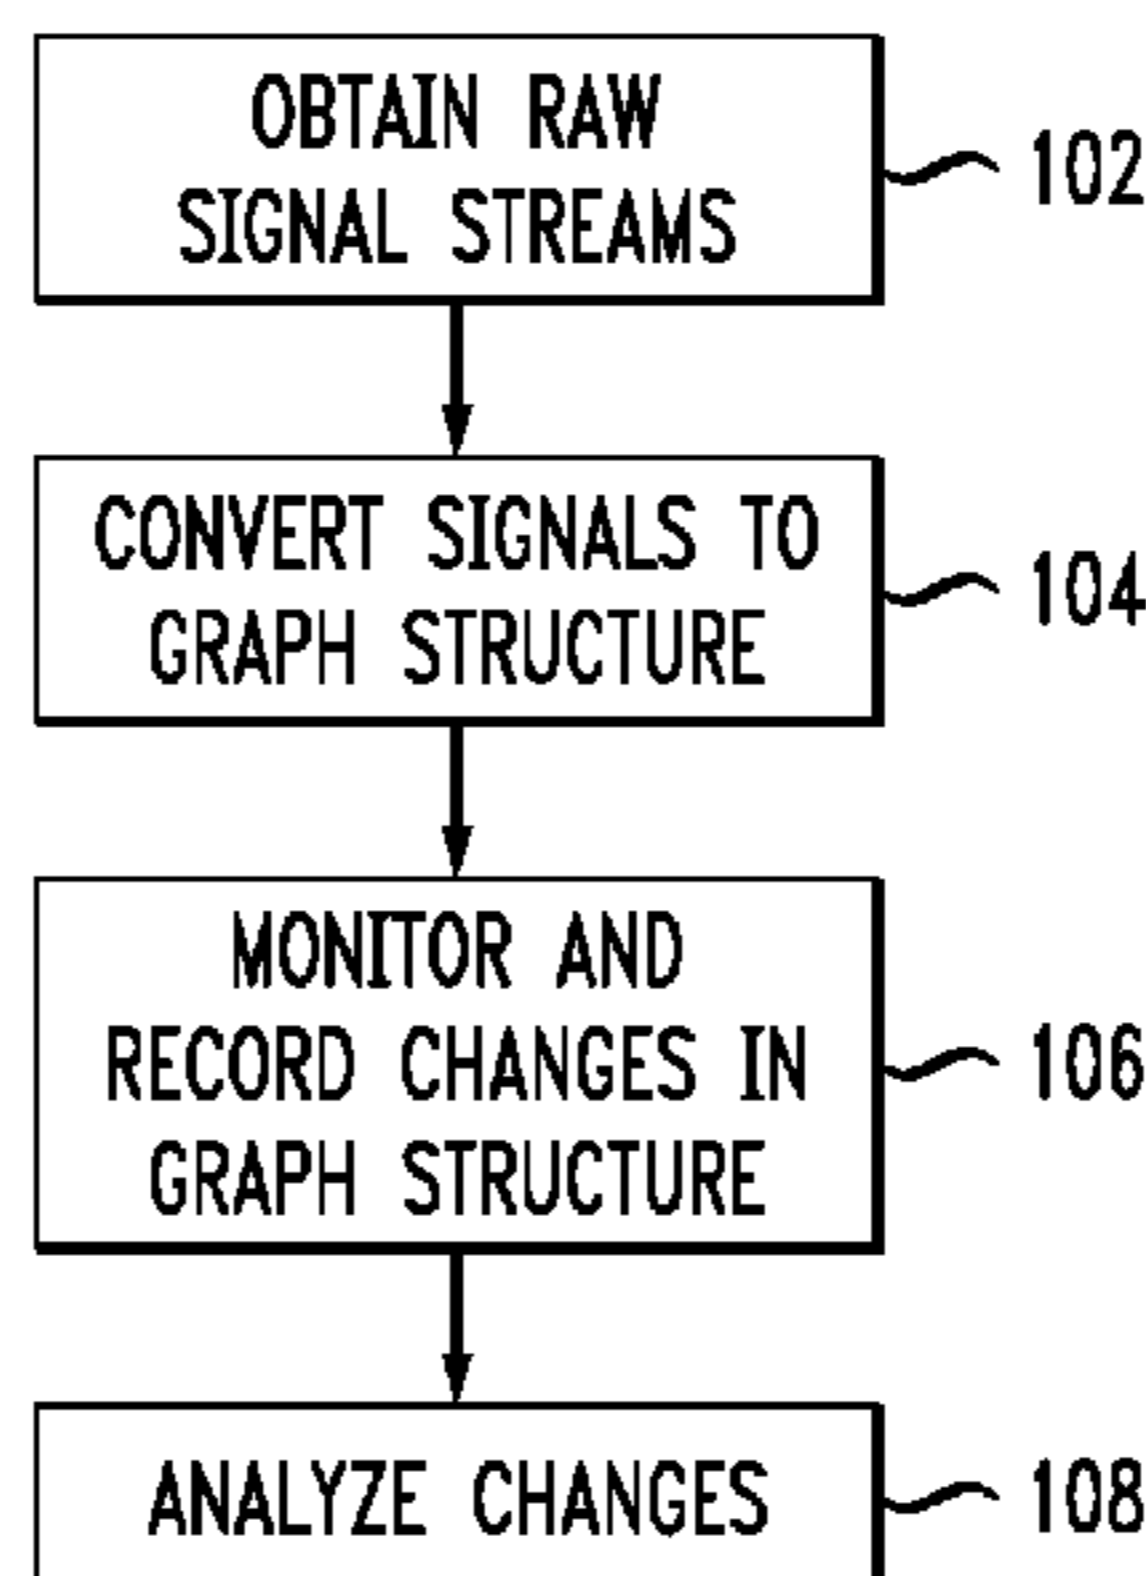 OBTAIN RAW
SIGNAL STREAMS
102
CONVERT SIGNALS TO
GRAPH STRUCTURE
104
MONITOR AND
RECORD CHANGES IN
GRAPH STRUCTURE
106
ANALYZE CHANGES
108